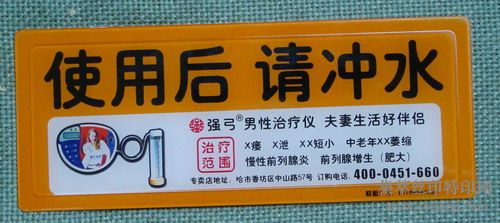 使用后 请冲水
强弓®男性治疗仪 夫妻生活好伴侣
治疗范围
X痿 X泄 XX短小 中老年XX萎缩
慢性前列腺炎 前列腺增生（肥大）
专卖店地址：哈市香坊区中山路57号 订购电话：400-0451-660